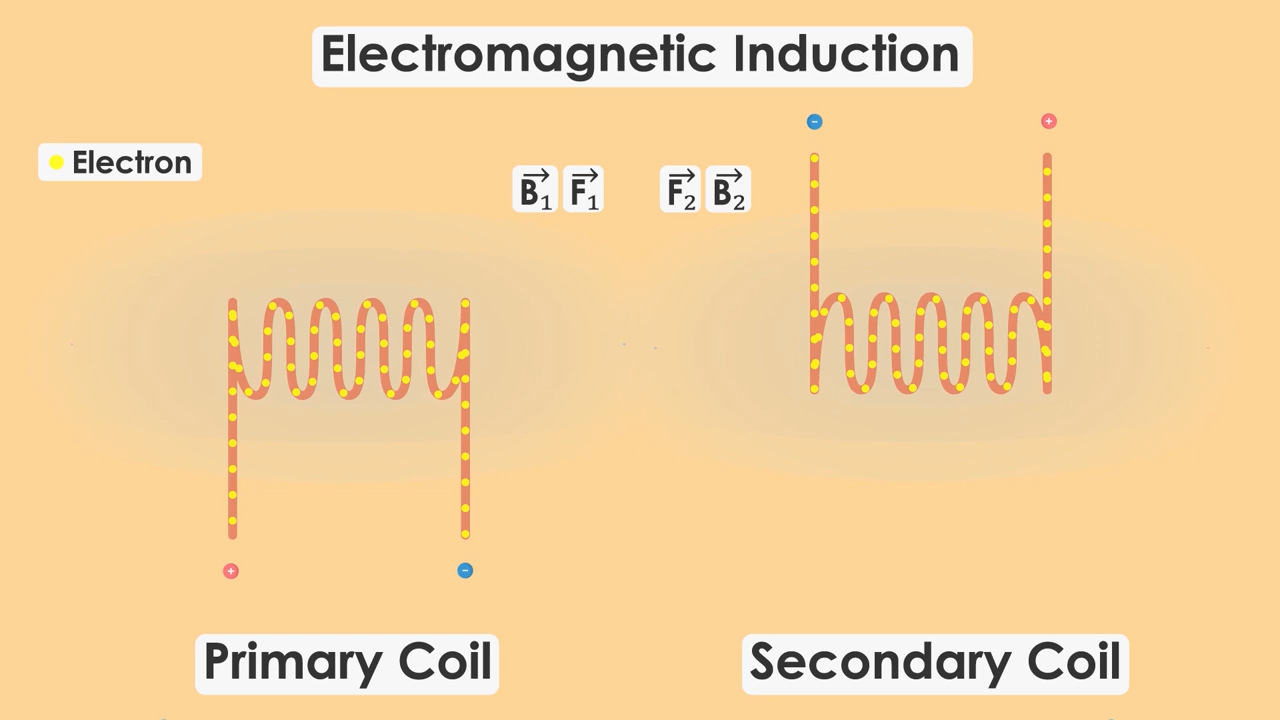 Electromagnetic Induction
− +
Electron
B⃗₁ F⃗₁ F⃗₂ B⃗₂
+ −
Primary Coil Secondary Coil